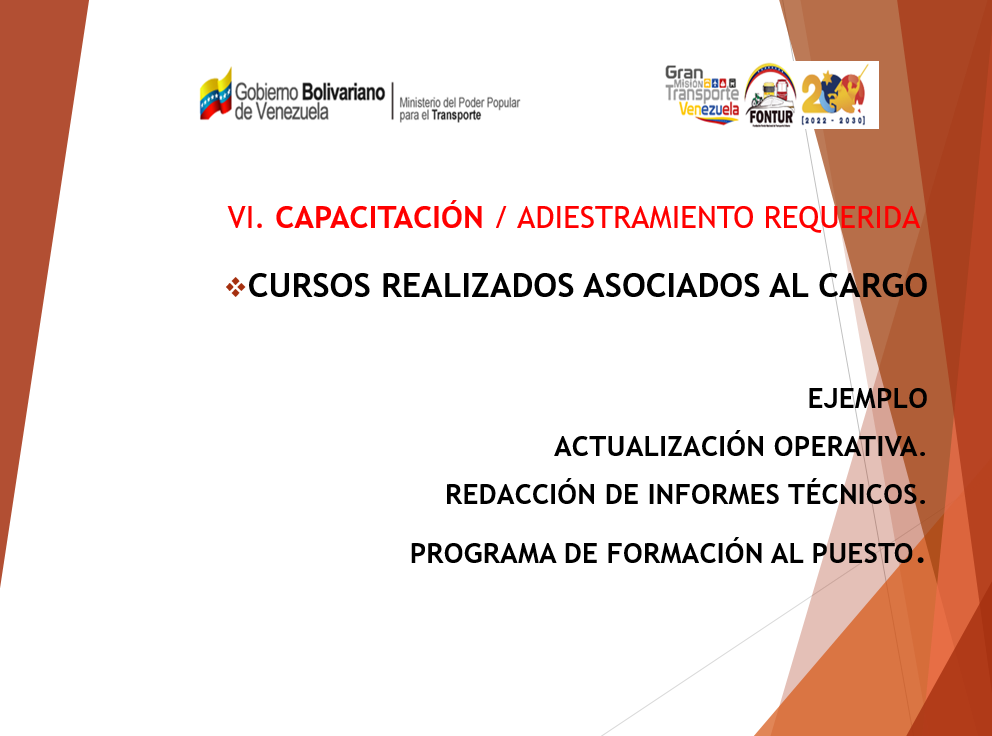 Gobierno Bolivariano
de Venezuela
Ministerio del Poder Popular
para el Transporte
Gran
Misión
Transporte
Venezuela
FONTUR
200
[2022 - 2030]
VI. CAPACITACIÓN / ADIESTRAMIENTO REQUERIDA
❖CURSOS REALIZADOS ASOCIADOS AL CARGO
EJEMPLO
ACTUALIZACIÓN OPERATIVA.
REDACCIÓN DE INFORMES TÉCNICOS.
PROGRAMA DE FORMACIÓN AL PUESTO.